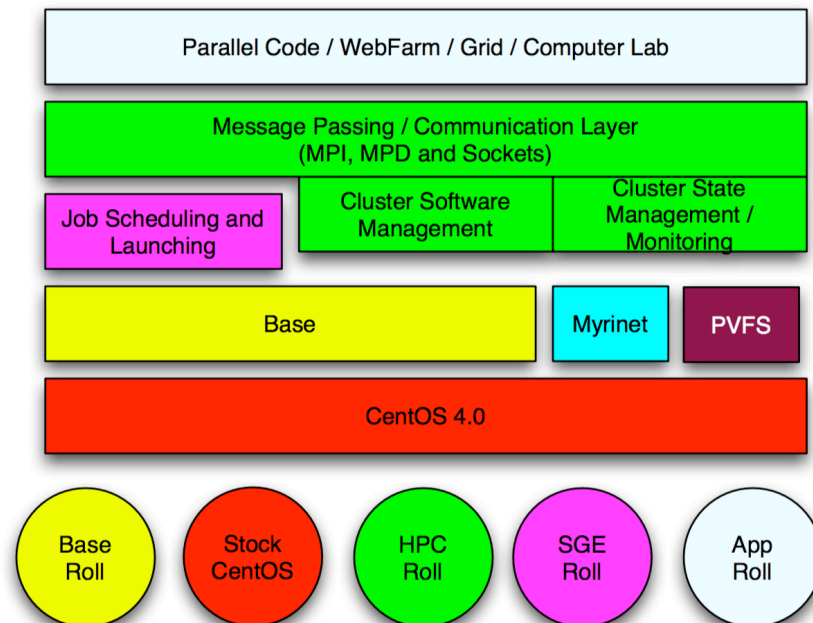 Parallel Code / WebFarm / Grid / Computer Lab
Message Passing / Communication Layer
(MPI, MPD and Sockets)
Job Scheduling and
Launching
Cluster Software
Management
Cluster State
Management /
Monitoring
Base
Myrinet
PVFS
CentOS 4.0
Base
Roll
Stock
CentOS
HPC
Roll
SGE
Roll
App
Roll